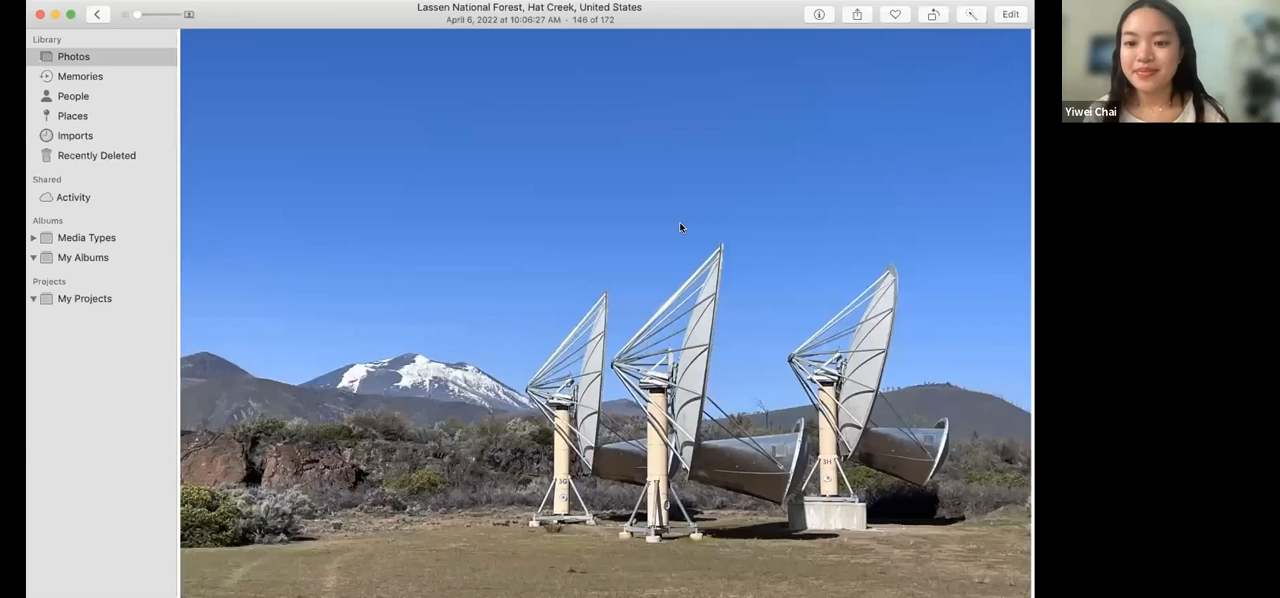 Lassen National Forest, Hat Creek, United States
April 6, 2022 at 10:06:27 AM · 146 of 172
Edit
Library
Photos
Memories
People
Places
Imports
Recently Deleted
Shared
Activity
Albums
Media Types
My Albums
Projects
My Projects
Yiwei Chai
3G
3H